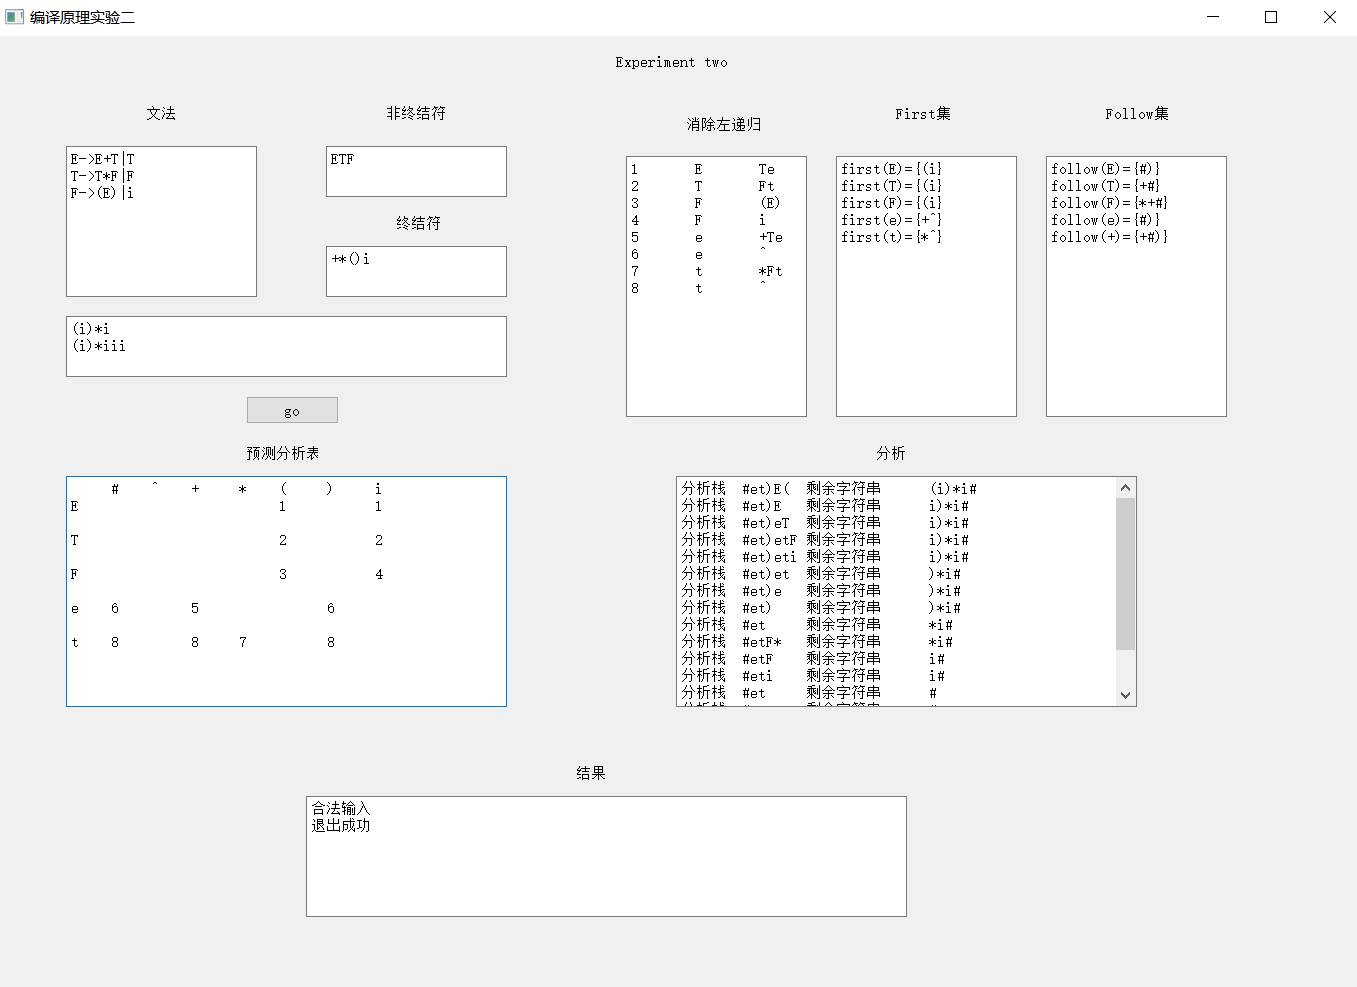 编译原理实验二
Experiment two
文法
E->E+T|T
T->T*F|F
F->(E)|i
非终结符
ETF
终结符
+*()i
(i)*i
(i)*iii
go
消除左递归
1 E Te
2 T Ft
3 F (E)
4 F i
5 e +Te
6 e ^
7 t *Ft
8 t ^
First集
first(E)={(i}
first(T)={(i}
first(F)={(i}
first(e)={+^}
first(t)={*^}
Follow集
follow(E)={#)}
follow(T)={+#}
follow(F)={*+#}
follow(e)={#)}
follow(+)={+#)}
预测分析表
# ^ + * ( ) i
E 1 1
T 2 2
F 3 4
e 6 5 6
t 8 8 7 8
分析
分析栈 #et)E( 剩余字符串 (i)*i#
分析栈 #et)E 剩余字符串 i)*i#
分析栈 #et)eT 剩余字符串 i)*i#
分析栈 #et)etF 剩余字符串 i)*i#
分析栈 #et)eti 剩余字符串 i)*i#
分析栈 #et)et 剩余字符串 )*i#
分析栈 #et)e 剩余字符串 )*i#
分析栈 #et) 剩余字符串 )*i#
分析栈 #et 剩余字符串 *i#
分析栈 #etF* 剩余字符串 *i#
分析栈 #etF 剩余字符串 i#
分析栈 #eti 剩余字符串 i#
分析栈 #et 剩余字符串 #
结果
合法输入
退出成功